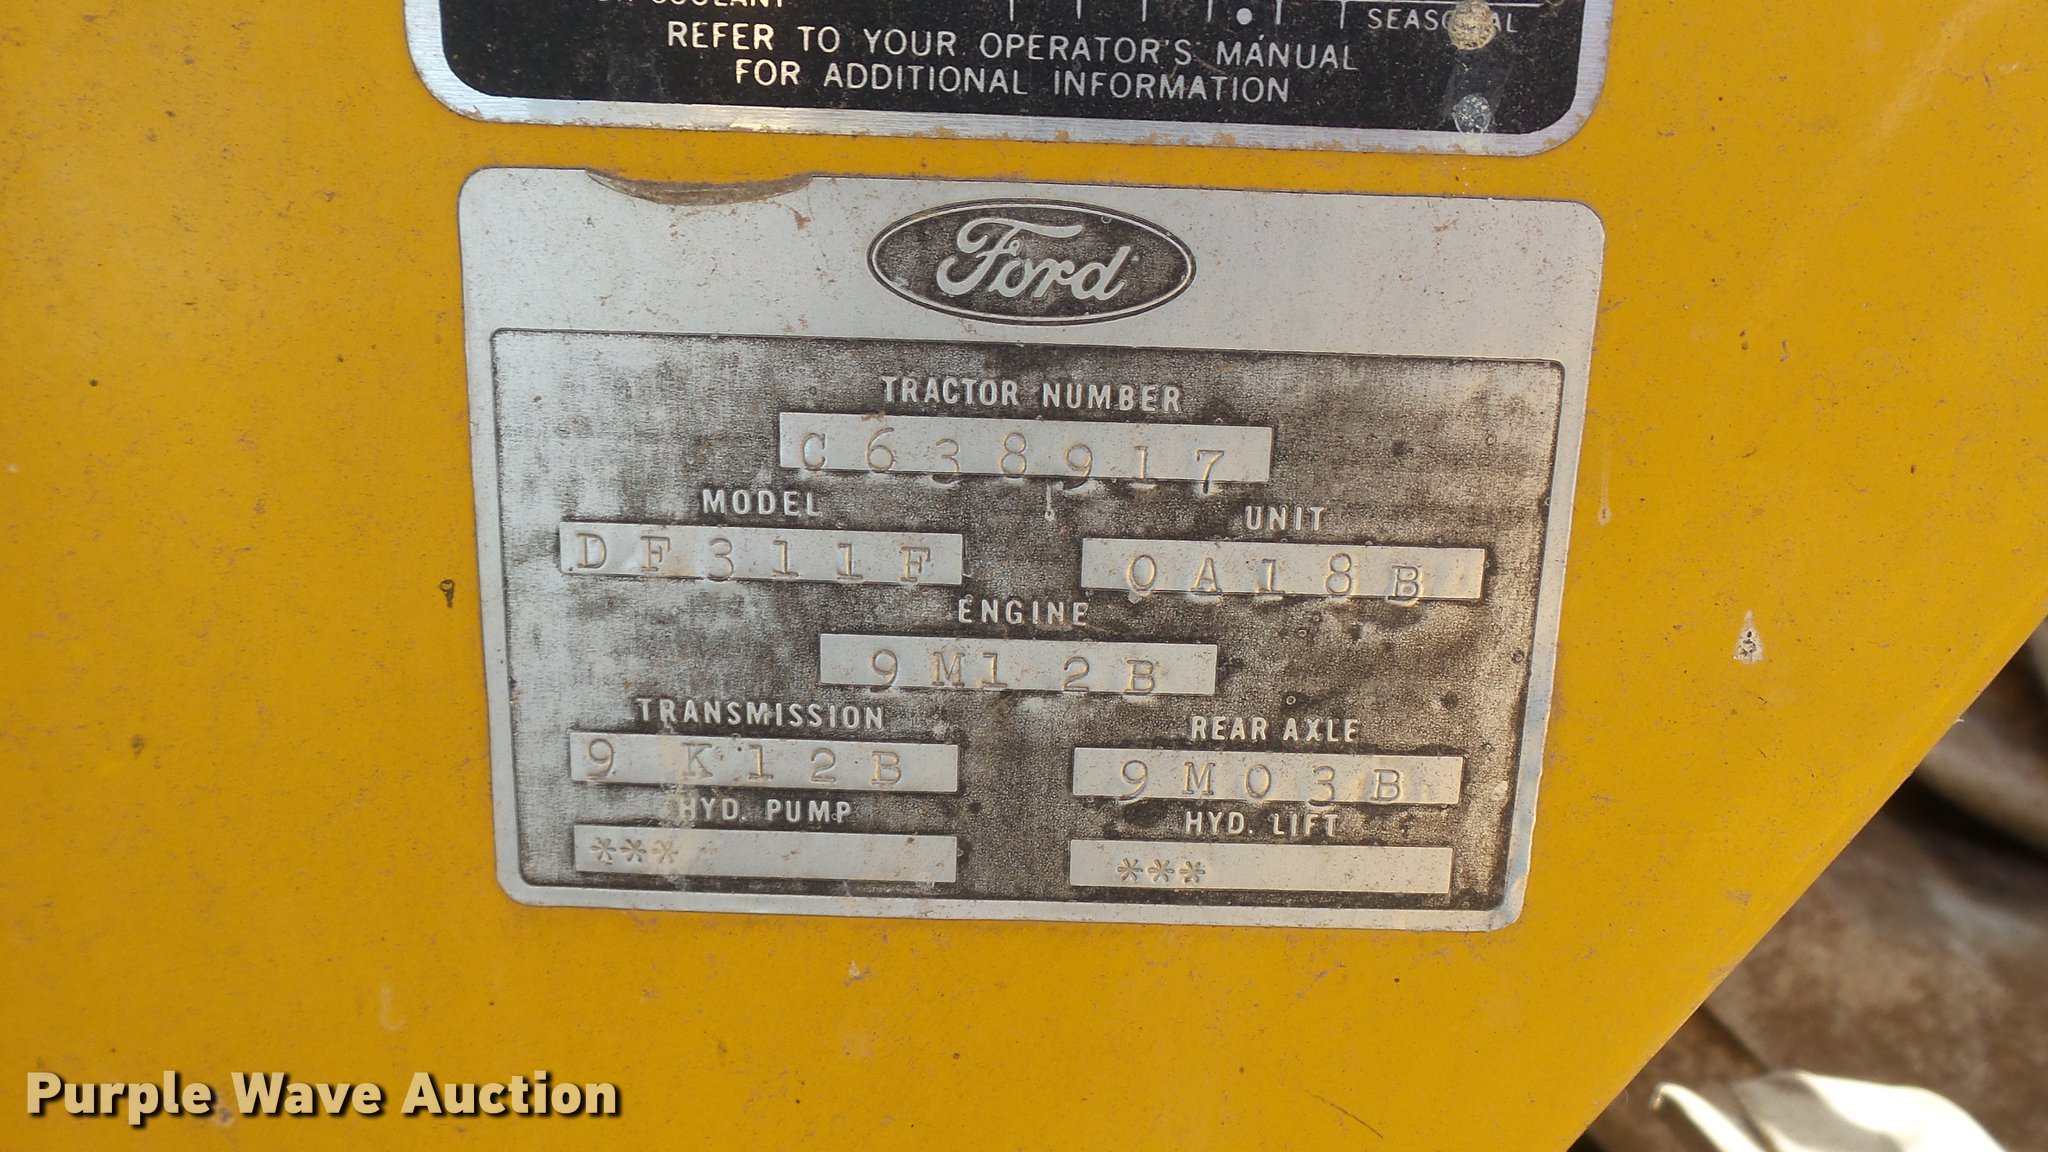 COOLANT
SEASONAL
REFER TO YOUR OPERATOR'S MANUAL
FOR ADDITIONAL INFORMATION
Ford
TRACTOR NUMBER
C638917
MODEL UNIT
DF311F 0A18B
ENGINE
9M12B
TRANSMISSION REAR AXLE
9K12B 9M03B
HYD. PUMP HYD. LIFT
*** ***
Purple Wave Auction